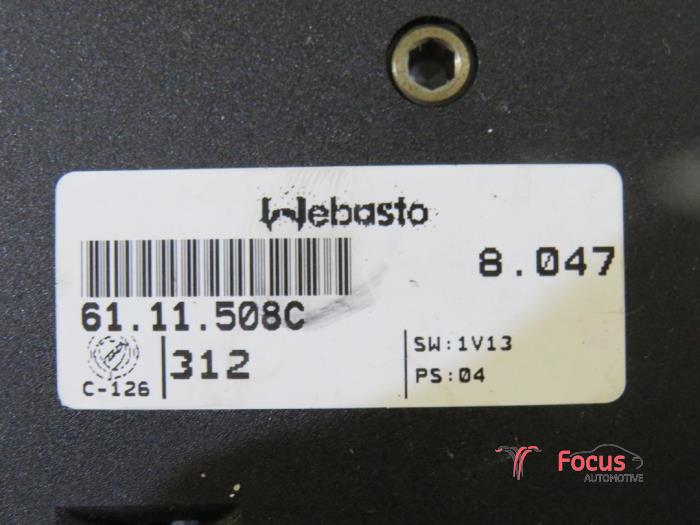 Webasto
8.047
61.11.508C
312
C-126
SW:1V13
PS:04
Focus
AUTOMOTIVE